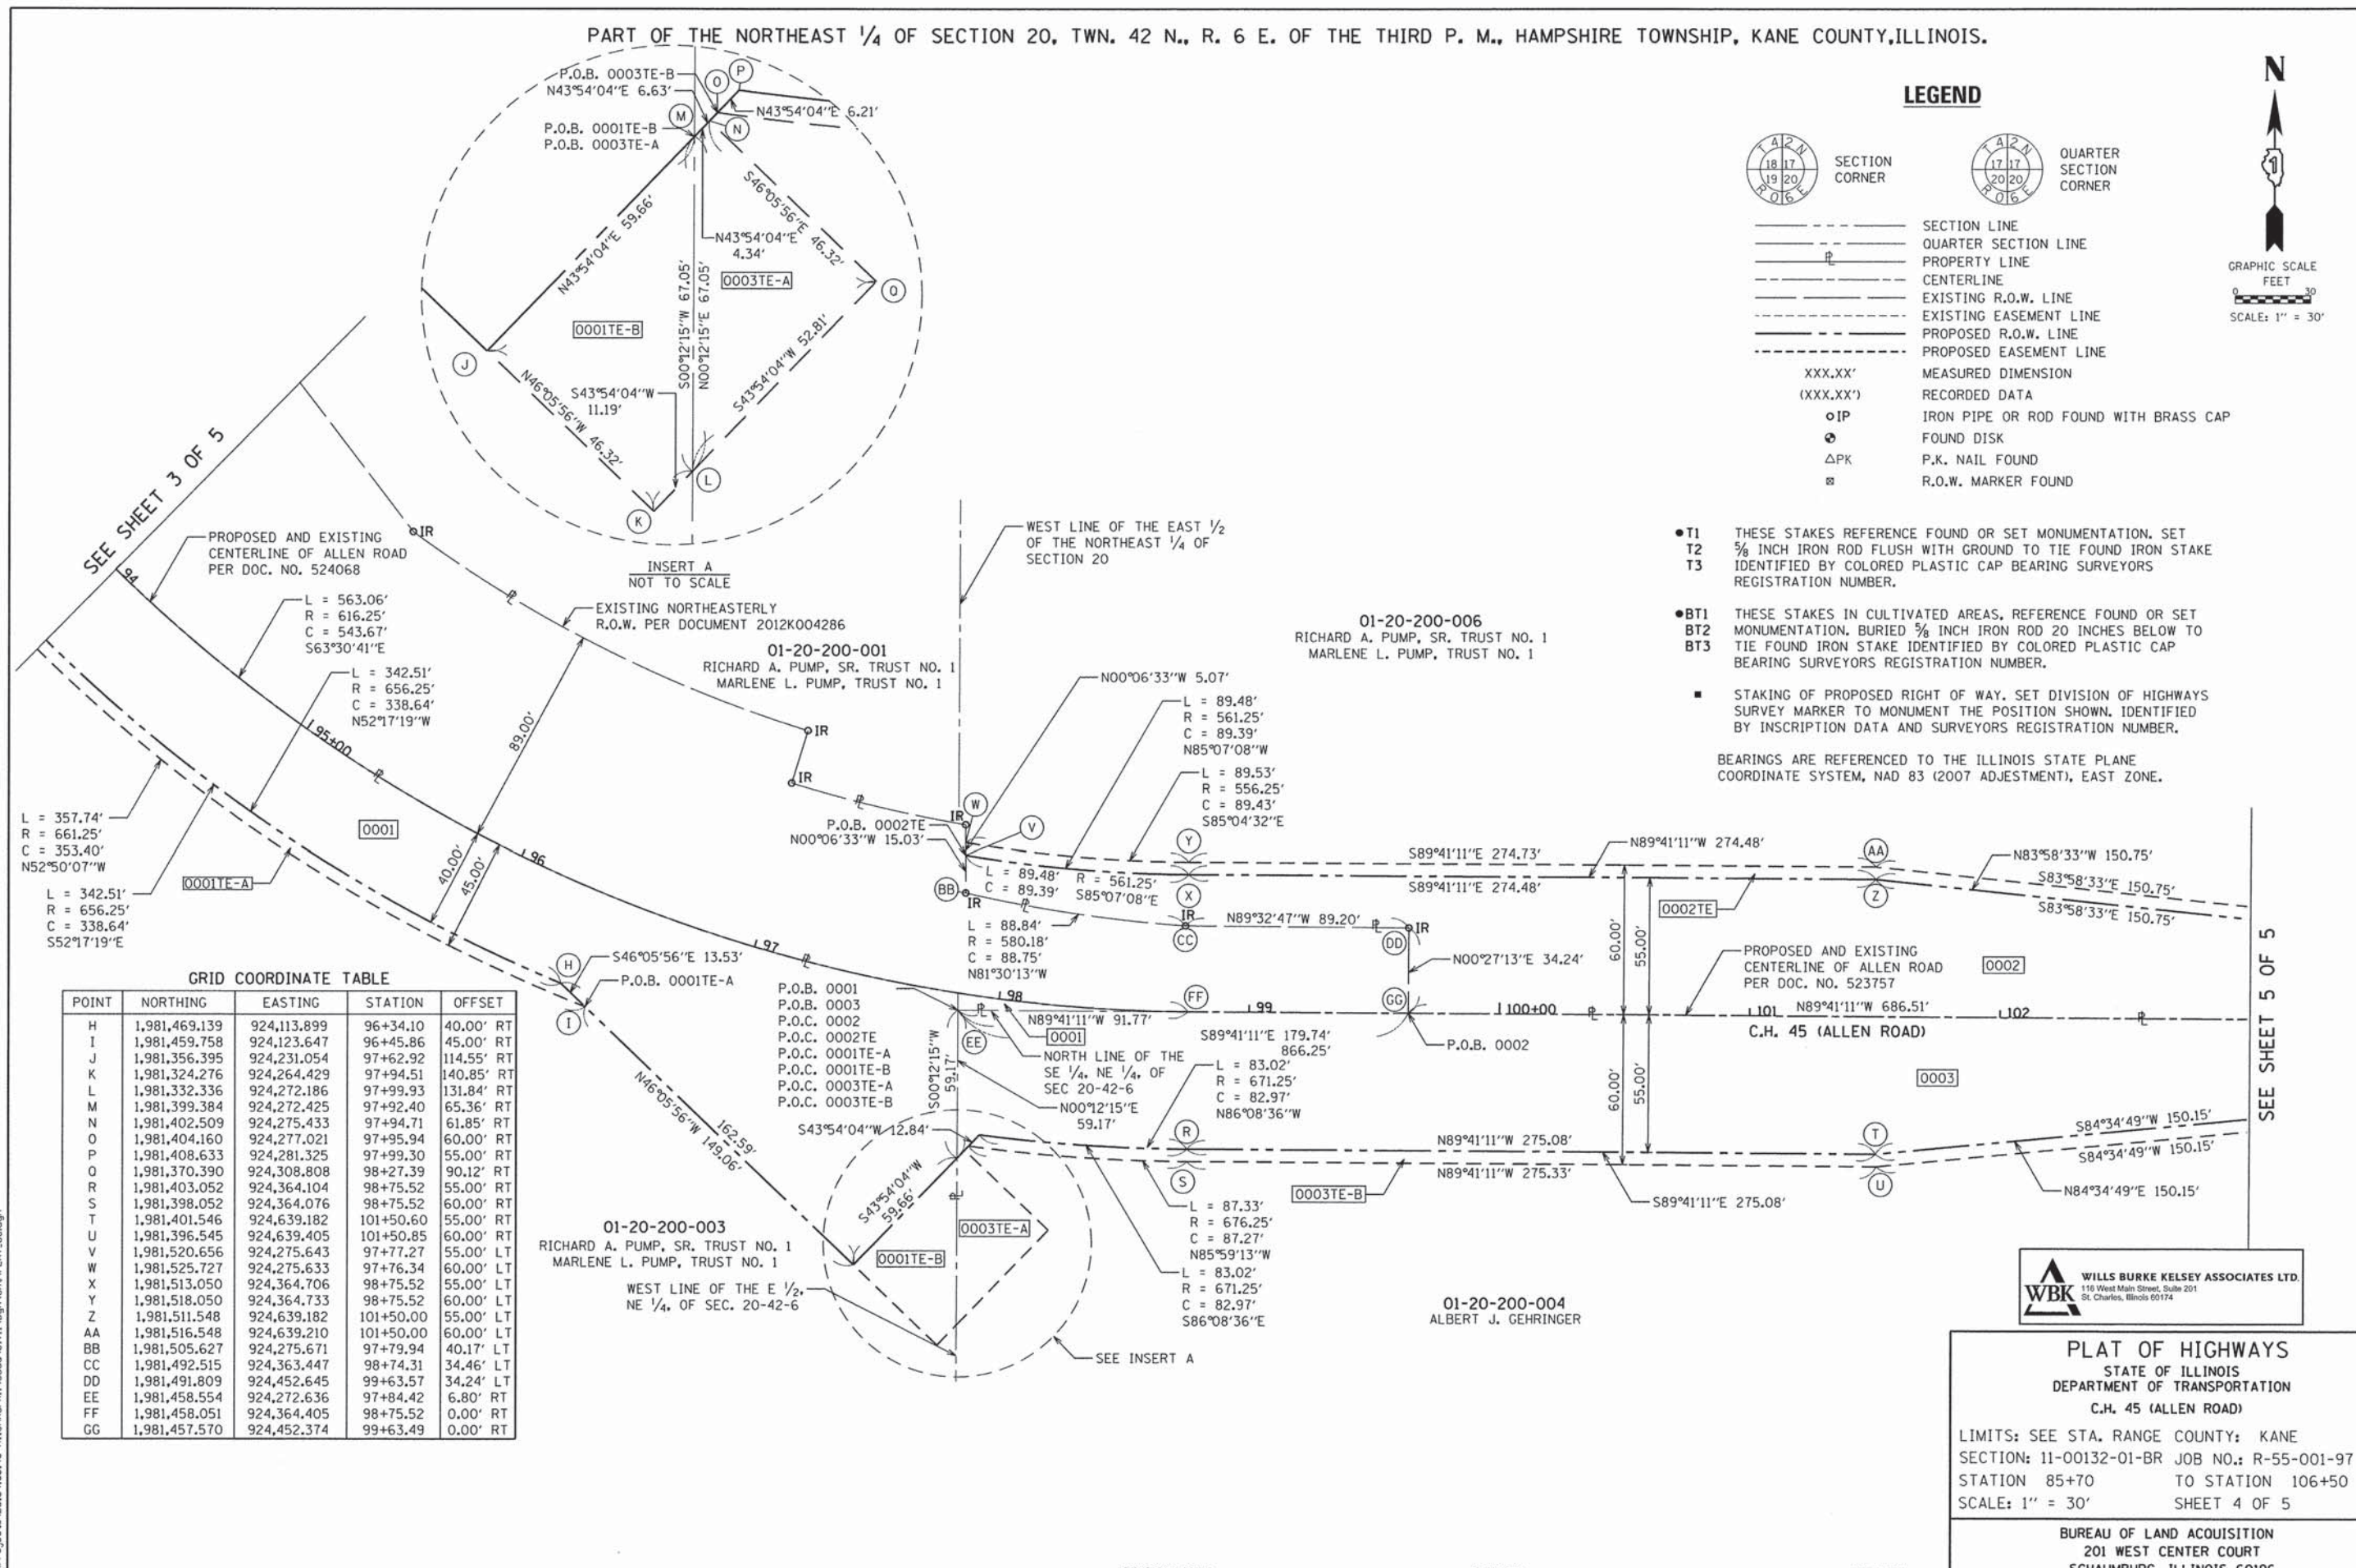 PART OF THE NORTHEAST 1/4 OF SECTION 20, TWN. 42 N., R. 6 E. OF THE THIRD P. M., HAMPSHIRE TOWNSHIP, KANE COUNTY,ILLINOIS.
P.O.B. 0003TE-B
N43°54'04"E 6.63'
O
P
N43°54'04"E 6.21'
M
N
P.O.B. 0001TE-B
P.O.B. 0003TE-A
S46°05'56"E 46.32'
N43°54'04"E 59.66'
N43°54'04"E
4.34'
0003TE-A
Q
S00°12'15"W 67.05'
N00°12'15"E 67.05'
0001TE-B
J
S43°54'04"W 52.81'
N46°05'56"W 46.32'
S43°54'04"W
11.19'
L
K
INSERT A
NOT TO SCALE
LEGEND
T 42 N
18 17
19 20
R 06 E
SECTION
CORNER
T 42 N
17 17
20 20
R 06 E
QUARTER
SECTION
CORNER
SECTION LINE
QUARTER SECTION LINE
PROPERTY LINE
CENTERLINE
EXISTING R.O.W. LINE
EXISTING EASEMENT LINE
PROPOSED R.O.W. LINE
PROPOSED EASEMENT LINE
XXX.XX' MEASURED DIMENSION
(XXX.XX') RECORDED DATA
IP IRON PIPE OR ROD FOUND WITH BRASS CAP
FOUND DISK
△PK P.K. NAIL FOUND
R.O.W. MARKER FOUND
N
1
GRAPHIC SCALE
FEET
0 30
SCALE: 1" = 30'
●T1 THESE STAKES REFERENCE FOUND OR SET MONUMENTATION. SET
T2 5/8 INCH IRON ROD FLUSH WITH GROUND TO TIE FOUND IRON STAKE
T3 IDENTIFIED BY COLORED PLASTIC CAP BEARING SURVEYORS
REGISTRATION NUMBER.
●BT1 THESE STAKES IN CULTIVATED AREAS, REFERENCE FOUND OR SET
BT2 MONUMENTATION. BURIED 5/8 INCH IRON ROD 20 INCHES BELOW TO
BT3 TIE FOUND IRON STAKE IDENTIFIED BY COLORED PLASTIC CAP
BEARING SURVEYORS REGISTRATION NUMBER.
■ STAKING OF PROPOSED RIGHT OF WAY. SET DIVISION OF HIGHWAYS
SURVEY MARKER TO MONUMENT THE POSITION SHOWN. IDENTIFIED
BY INSCRIPTION DATA AND SURVEYORS REGISTRATION NUMBER.
BEARINGS ARE REFERENCED TO THE ILLINOIS STATE PLANE
COORDINATE SYSTEM, NAD 83 (2007 ADJESTMENT), EAST ZONE.
SEE SHEET 3 OF 5
PROPOSED AND EXISTING
CENTERLINE OF ALLEN ROAD
PER DOC. NO. 524068
IR
94
L = 563.06'
R = 616.25'
C = 543.67'
S63°30'41"E
L = 342.51'
R = 656.25'
C = 338.64'
N52°17'19"W
EXISTING NORTHEASTERLY
R.O.W. PER DOCUMENT 2012K004286
01-20-200-001
RICHARD A. PUMP, SR. TRUST NO. 1
MARLENE L. PUMP, TRUST NO. 1
WEST LINE OF THE EAST 1/2
OF THE NORTHEAST 1/4 OF
SECTION 20
01-20-200-006
RICHARD A. PUMP, SR. TRUST NO. 1
MARLENE L. PUMP, TRUST NO. 1
95+00
89.00'
IR
IR
L = 357.74'
R = 661.25'
C = 353.40'
N52°50'07"W
0001
0001TE-A
L = 342.51'
R = 656.25'
C = 338.64'
S52°17'19"E
40.00'
45.00'
96
N00°06'33"W 5.07'
L = 89.48'
R = 561.25'
C = 89.39'
N85°07'08"W
L = 89.53'
R = 556.25'
C = 89.43'
S85°04'32"E
W
IR
P.O.B. 0002TE
N00°06'33"W 15.03'
V
Y
BB
IR
L = 89.48' R = 561.25'
C = 89.39' S85°07'08"E
X
S89°41'11"E 274.73'
N89°41'11"W 274.48'
S89°41'11"E 274.48'
AA
Z
N83°58'33"W 150.75'
S83°58'33"E 150.75'
S83°58'33"E 150.75'
0002TE
L = 88.84'
R = 580.18'
C = 88.75'
N81°30'13"W
IR
CC
N89°32'47"W 89.20'
IR
DD
N00°27'13"E 34.24'
60.00'
55.00'
PROPOSED AND EXISTING
CENTERLINE OF ALLEN ROAD
PER DOC. NO. 523757
0002
97
H
S46°05'56"E 13.53'
P.O.B. 0001TE-A
I
P.O.B. 0001
P.O.B. 0003
P.O.C. 0002
P.O.C. 0002TE
P.O.C. 0001TE-A
P.O.C. 0001TE-B
P.O.C. 0003TE-A
P.O.C. 0003TE-B
98
N89°41'11"W 91.77'
EE
0001
NORTH LINE OF THE
SE 1/4, NE 1/4, OF
SEC 20-42-6
FF
99
GG
100+00
101
N89°41'11"W 686.51'
102
C.H. 45 (ALLEN ROAD)
S89°41'11"E 179.74'
866.25'
P.O.B. 0002
S00°12'15"W
59.17'
N00°12'15"E
59.17'
L = 83.02'
R = 671.25'
C = 82.97'
N86°08'36"W
60.00'
55.00'
0003
SEE SHEET 5 OF 5
N46°05'56"W 149.06'
162.59'
S43°54'04"W 12.84'
S43°54'04"W
59.66'
R
S
N89°41'11"W 275.08'
N89°41'11"W 275.33'
0003TE-B
S89°41'11"E 275.08'
T
U
S84°34'49"W 150.15'
S84°34'49"W 150.15'
N84°34'49"E 150.15'
0003TE-A
0001TE-B
L = 87.33'
R = 676.25'
C = 87.27'
N85°59'13"W
L = 83.02'
R = 671.25'
C = 82.97'
S86°08'36"E
01-20-200-003
RICHARD A. PUMP, SR. TRUST NO. 1
MARLENE L. PUMP, TRUST NO. 1
WEST LINE OF THE E 1/2,
NE 1/4, OF SEC. 20-42-6
SEE INSERT A
01-20-200-004
ALBERT J. GEHRINGER
GRID COORDINATE TABLE
POINT NORTHING EASTING STATION OFFSET
H 1,981,469.139 924,113.899 96+34.10 40.00' RT
I 1,981,459.758 924,123.647 96+45.86 45.00' RT
J 1,981,356.395 924,231.054 97+62.92 114.55' RT
K 1,981,324.276 924,264.429 97+94.51 140.85' RT
L 1,981,332.336 924,272.186 97+99.93 131.84' RT
M 1,981,399.384 924,272.425 97+92.40 65.36' RT
N 1,981,402.509 924,275.433 97+94.71 61.85' RT
O 1,981,404.160 924,277.021 97+95.94 60.00' RT
P 1,981,408.633 924,281.325 97+99.30 55.00' RT
Q 1,981,370.390 924,308.808 98+27.39 90.12' RT
R 1,981,403.052 924,364.104 98+75.52 55.00' RT
S 1,981,398.052 924,364.076 98+75.52 60.00' RT
T 1,981,401.546 924,639.182 101+50.60 55.00' RT
U 1,981,396.545 924,639.405 101+50.85 60.00' RT
V 1,981,520.656 924,275.643 97+77.27 55.00' LT
W 1,981,525.727 924,275.633 97+76.34 60.00' LT
X 1,981,513.050 924,364.706 98+75.52 55.00' LT
Y 1,981,518.050 924,364.733 98+75.52 60.00' LT
Z 1,981,511.548 924,639.182 101+50.00 55.00' LT
AA 1,981,516.548 924,639.210 101+50.00 60.00' LT
BB 1,981,505.627 924,275.671 97+79.94 40.17' LT
CC 1,981,492.515 924,363.447 98+74.31 34.46' LT
DD 1,981,491.809 924,452.645 99+63.57 34.24' LT
EE 1,981,458.554 924,272.636 97+84.42 6.80' RT
FF 1,981,458.051 924,364.405 98+75.52 0.00' RT
GG 1,981,457.570 924,452.374 99+63.49 0.00' RT
WBK
WILLS BURKE KELSEY ASSOCIATES LTD.
116 West Main Street, Suite 201
St. Charles, Illinois 60174
PLAT OF HIGHWAYS
STATE OF ILLINOIS
DEPARTMENT OF TRANSPORTATION
C.H. 45 (ALLEN ROAD)
LIMITS: SEE STA. RANGE COUNTY: KANE
SECTION: 11-00132-01-BR JOB NO.: R-55-001-97
STATION 85+70 TO STATION 106+50
SCALE: 1" = 30' SHEET 4 OF 5
BUREAU OF LAND ACQUISITION
201 WEST CENTER COURT